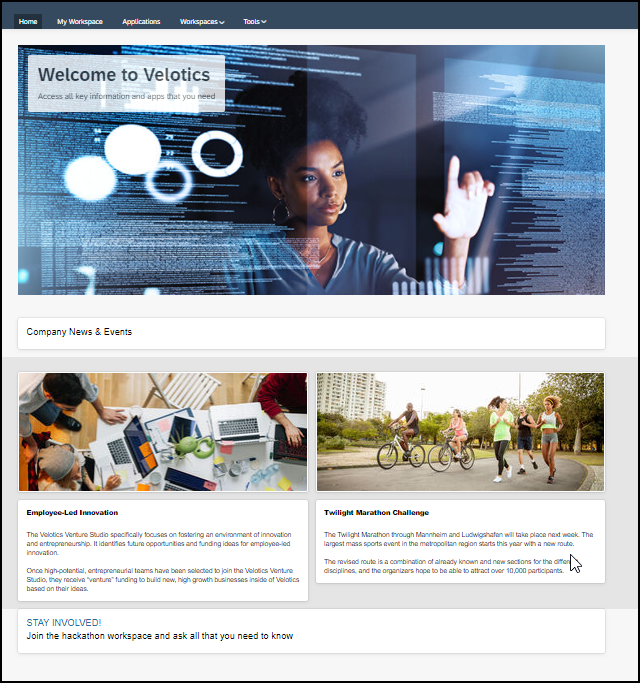 Home My Workspace Applications Workspaces Tools
Welcome to Velotics
Access all key information and apps that you need
Company News & Events
Employee-Led Innovation
The Velotics Venture Studio specifically focuses on fostering an environment of innovation
and entrepreneurship. It identifies future opportunities and funding ideas for employee-led
innovation.
Once high-potential, entrepreneurial teams have been selected to join the Velotics Venture
Studio, they receive "venture" funding to build new, high growth businesses inside of Velotics
based on their ideas.
Twilight Marathon Challenge
The Twilight Marathon through Mannheim and Ludwigshafen will take place next week. The
largest mass sports event in the metropolitan region starts this year with a new route.
The revised route is a combination of already known and new sections for the
disciplines, and the organizers hope to be able to attract over 10,000 participants.
STAY INVOLVED!
Join the hackathon workspace and ask all that you need to know